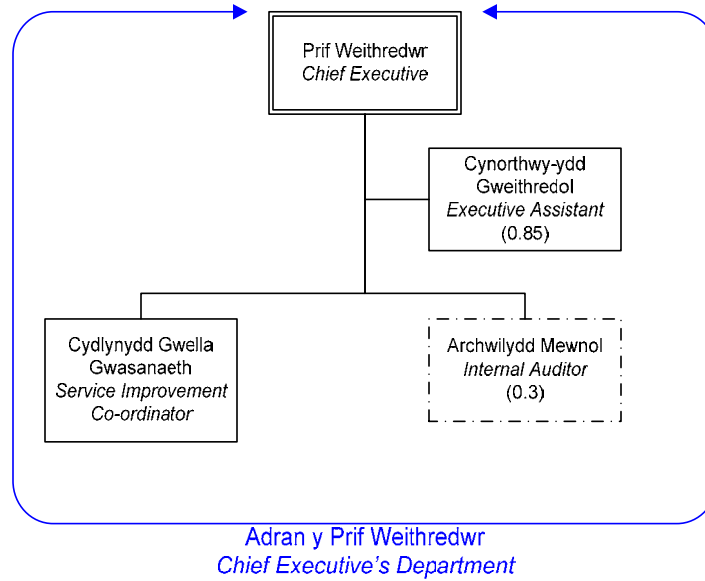 Prif Weithredwr
Chief Executive
Cynorthwy-ydd
Gweithredol
Executive Assistant
(0.85)
Cydlynydd Gwella
Gwasanaeth
Service Improvement
Co-ordinator
Archwilydd Mewnol
Internal Auditor
(0.3)
Adran y Prif Weithredwr
Chief Executive's Department